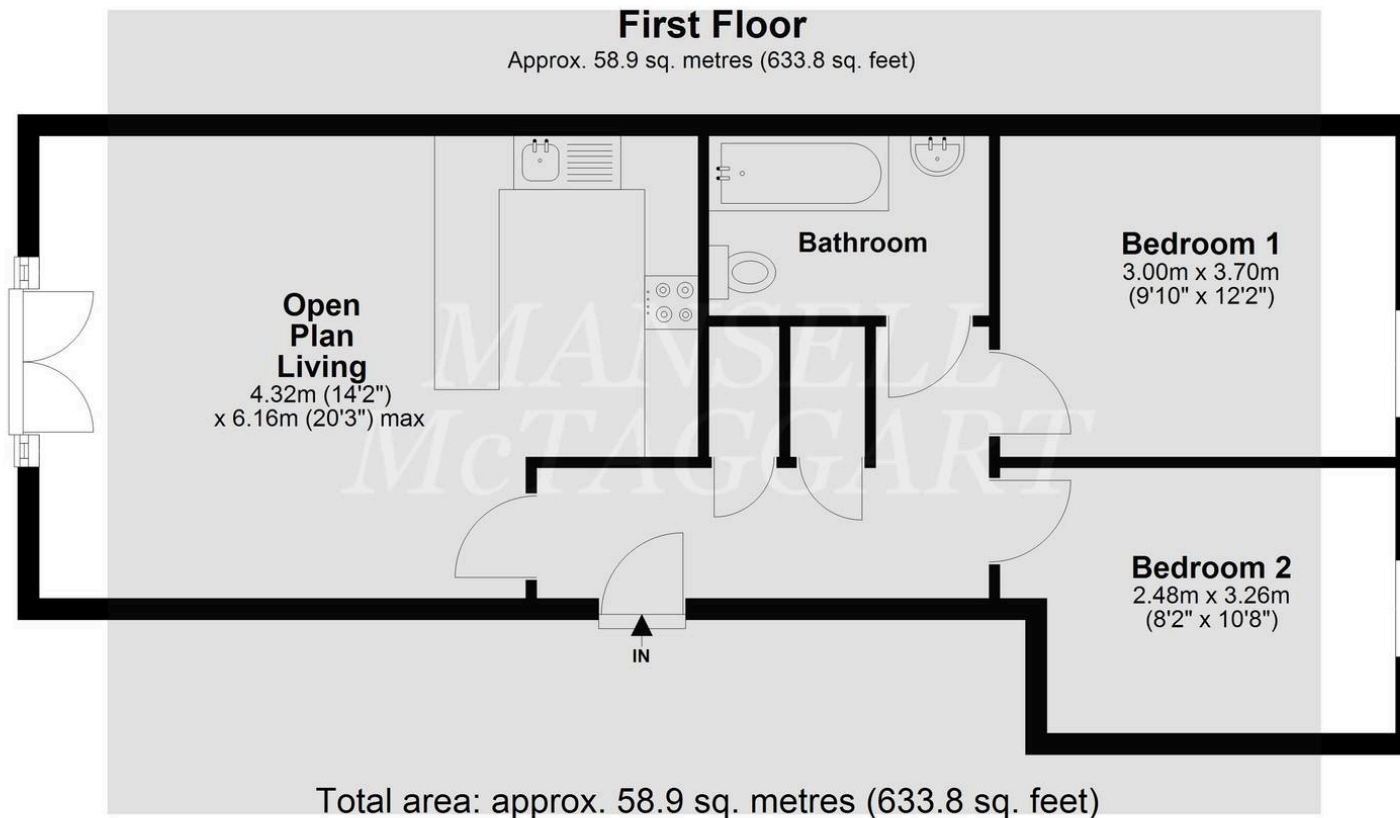 First Floor
Approx. 58.9 sq. metres (633.8 sq. feet)
Open
Plan
Living
4.32m (14'2")
x 6.16m (20'3") max
Bathroom
Bedroom 1
3.00m x 3.70m
(9'10" x 12'2")
MANSELL
McTAGGART
Bedroom 2
2.48m x 3.26m
(8'2" x 10'8")
IN
Total area: approx. 58.9 sq. metres (633.8 sq. feet)